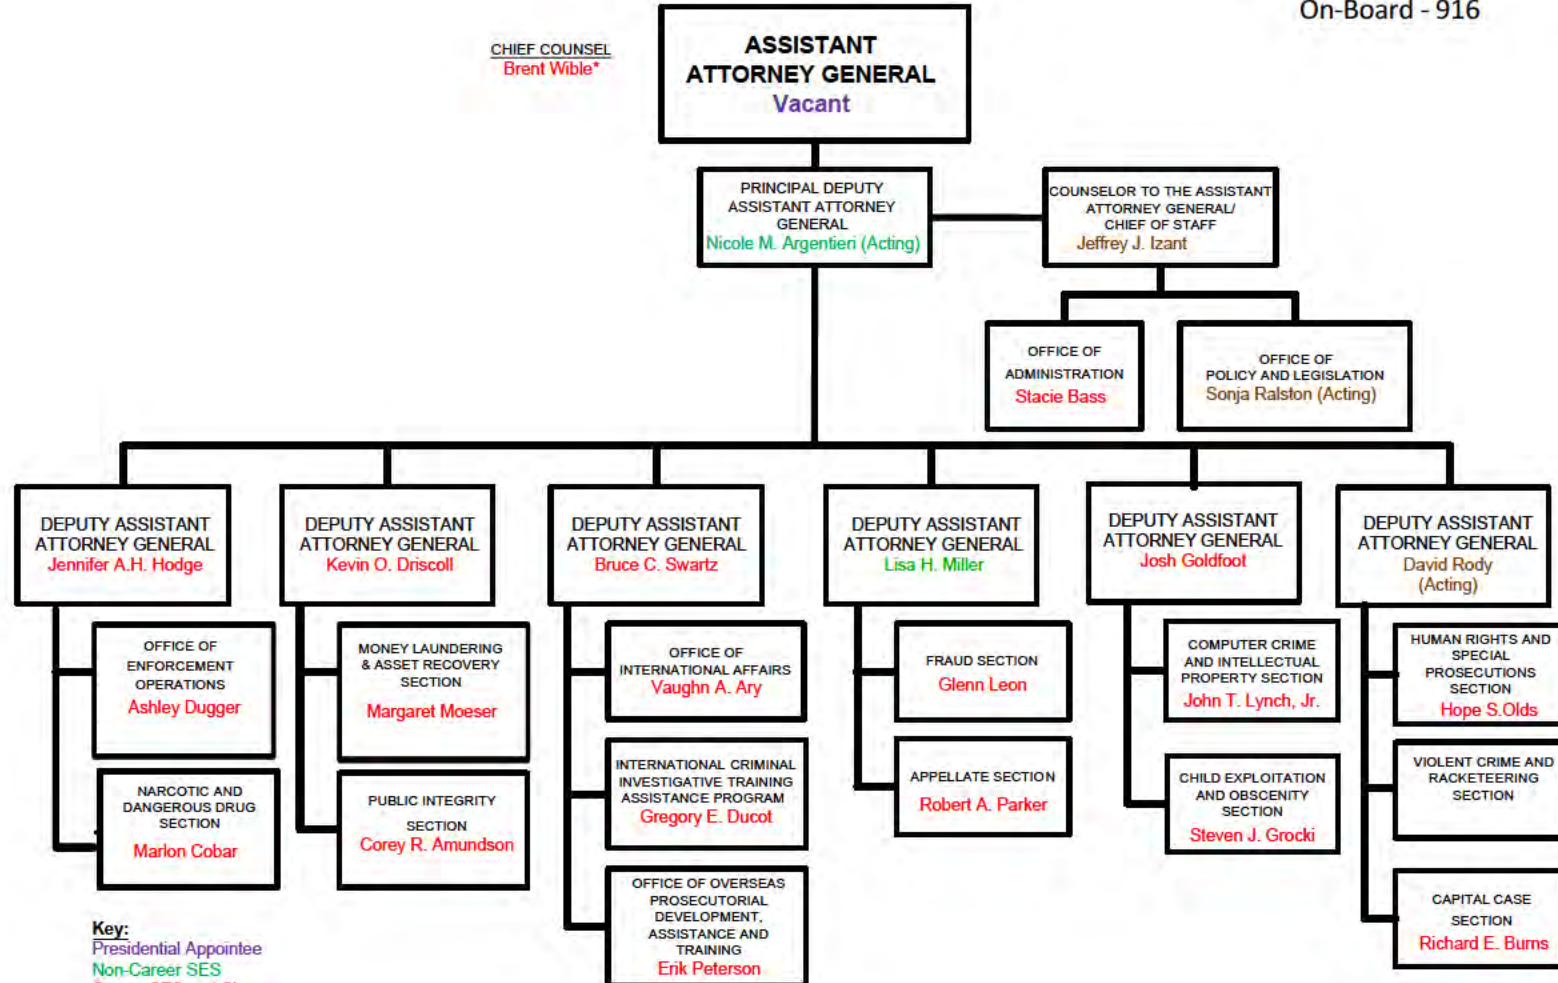 On-Board - 916
CHIEF COUNSEL
Brent Wible*
ASSISTANT
ATTORNEY GENERAL
Vacant
PRINCIPAL DEPUTY
ASSISTANT ATTORNEY
GENERAL
Nicole M. Argentieri (Acting)
COUNSELOR TO THE ASSISTANT
ATTORNEY GENERAL/
CHIEF OF STAFF
Jeffrey J. Izant
OFFICE OF
ADMINISTRATION
Stacie Bass
OFFICE OF
POLICY AND LEGISLATION
Sonja Ralston (Acting)
DEPUTY ASSISTANT
ATTORNEY GENERAL
Jennifer A.H. Hodge
OFFICE OF
ENFORCEMENT
OPERATIONS
Ashley Dugger
NARCOTIC AND
DANGEROUS DRUG
SECTION
Marlon Cobar
DEPUTY ASSISTANT
ATTORNEY GENERAL
Kevin O. Driscoll
MONEY LAUNDERING
& ASSET RECOVERY
SECTION
Margaret Moeser
PUBLIC INTEGRITY
SECTION
Corey R. Amundson
DEPUTY ASSISTANT
ATTORNEY GENERAL
Bruce C. Swartz
OFFICE OF
INTERNATIONAL AFFAIRS
Vaughn A. Ary
INTERNATIONAL CRIMINAL
INVESTIGATIVE TRAINING
ASSISTANCE PROGRAM
Gregory E. Ducot
OFFICE OF OVERSEAS
PROSECUTORIAL
DEVELOPMENT,
ASSISTANCE AND
TRAINING
Erik Peterson
DEPUTY ASSISTANT
ATTORNEY GENERAL
Lisa H. Miller
FRAUD SECTION
Glenn Leon
APPELLATE SECTION
Robert A. Parker
DEPUTY ASSISTANT
ATTORNEY GENERAL
Josh Goldfoot
COMPUTER CRIME
AND INTELLECTUAL
PROPERTY SECTION
John T. Lynch, Jr.
CHILD EXPLOITATION
AND OBSCENITY
SECTION
Steven J. Grocki
DEPUTY ASSISTANT
ATTORNEY GENERAL
David Rody
(Acting)
HUMAN RIGHTS AND
SPECIAL
PROSECUTIONS
SECTION
Hope S.Olds
VIOLENT CRIME AND
RACKETEERING
SECTION
CAPITAL CASE
SECTION
Richard E. Burns
Key:
Presidential Appointee
Non-Career SES